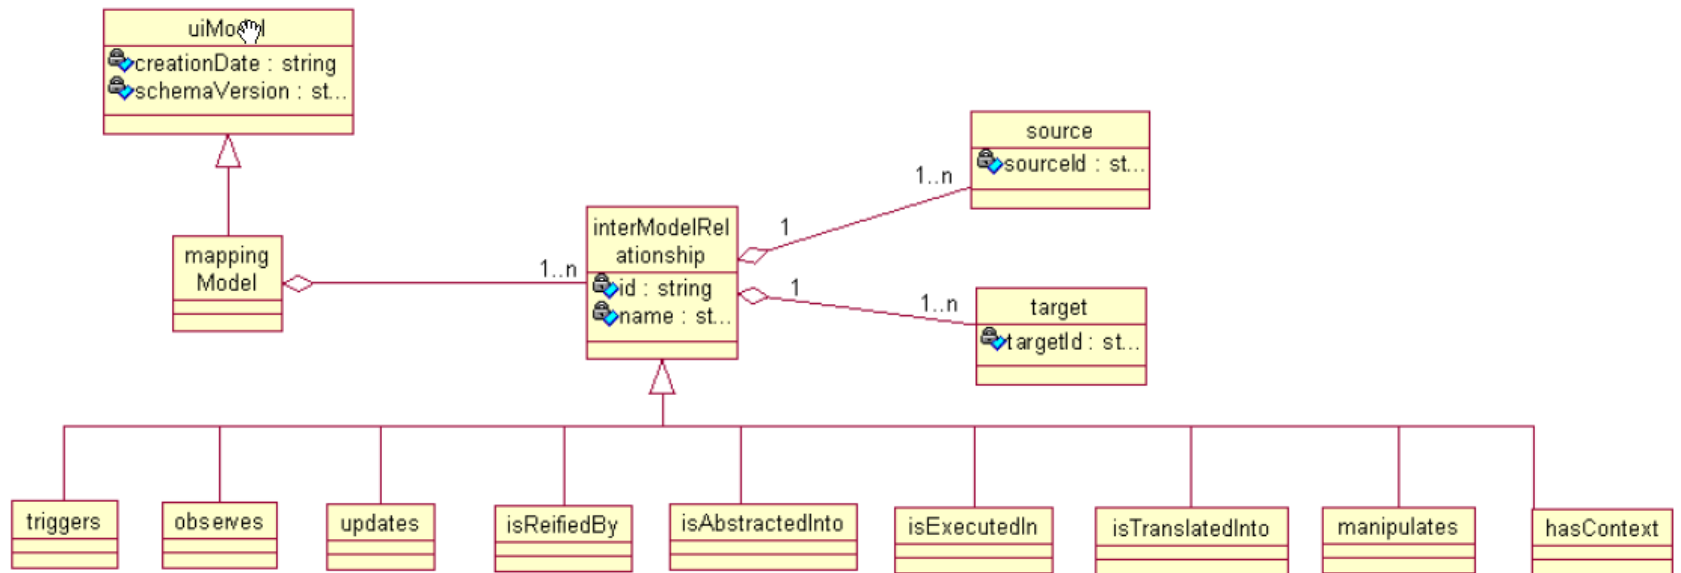 creationDate : string
schemaVersion : st...
source
sourceId : st...
1..n
1
interModelRel
ationship
id : string
name : st...
mapping
Model
1..n
1
1..n
target
targetId : st...
triggers
observes
updates
isReifiedBy
isAbstractedInto
isExecutedIn
isTranslatedInto
manipulates
hasContext